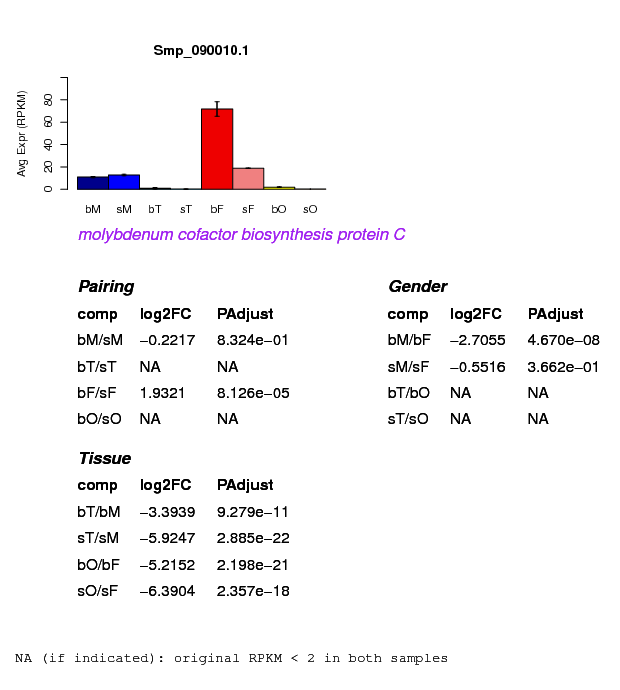 Smp_090010.1
Avg Expr (RPKM)
0 20 40 60 80
bM sM bT sT bF sF bO sO
molybdenum cofactor biosynthesis protein C
Pairing
comp log2FC PAdjust
bM/sM −0.2217 8.324e−01
bT/sT NA NA
bF/sF 1.9321 8.126e−05
bO/sO NA NA
Gender
comp log2FC PAdjust
bM/bF −2.7055 4.670e−08
sM/sF −0.5516 3.662e−01
bT/bO NA NA
sT/sO NA NA
Tissue
comp log2FC PAdjust
bT/bM −3.3939 9.279e−11
sT/sM −5.9247 2.885e−22
bO/bF −5.2152 2.198e−21
sO/sF −6.3904 2.357e−18
NA (if indicated): original RPKM < 2 in both samples